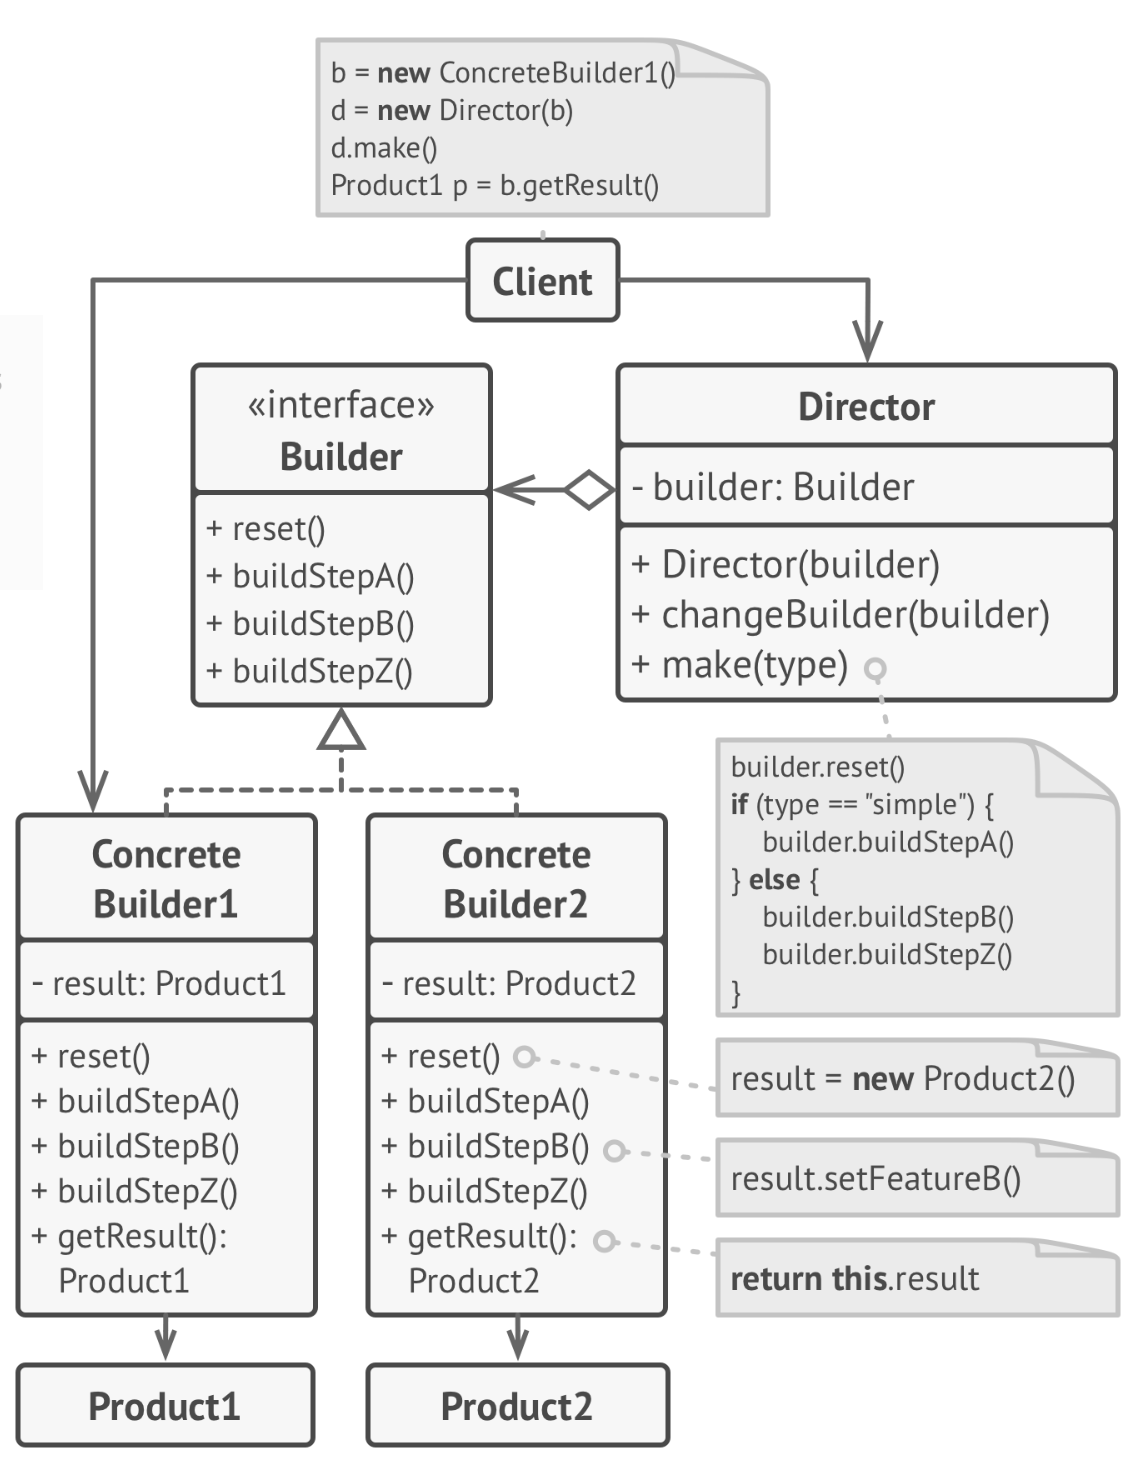 b = new ConcreteBuilder1()
d = new Director(b)
d.make()
Product1 p = b.getResult()
Client
«interface»
Builder
+ reset()
+ buildStepA()
+ buildStepB()
+ buildStepZ()
Director
- builder: Builder
+ Director(builder)
+ changeBuilder(builder)
+ make(type)
builder.reset()
if (type == "simple") {
builder.buildStepA()
} else {
builder.buildStepB()
builder.buildStepZ()
}
Concrete
Builder1
- result: Product1
+ reset()
+ buildStepA()
+ buildStepB()
+ buildStepZ()
+ getResult():
Product1
Concrete
Builder2
- result: Product2
+ reset()
+ buildStepA()
+ buildStepB()
+ buildStepZ()
+ getResult():
Product2
result = new Product2()
result.setFeatureB()
return this.result
Product1
Product2